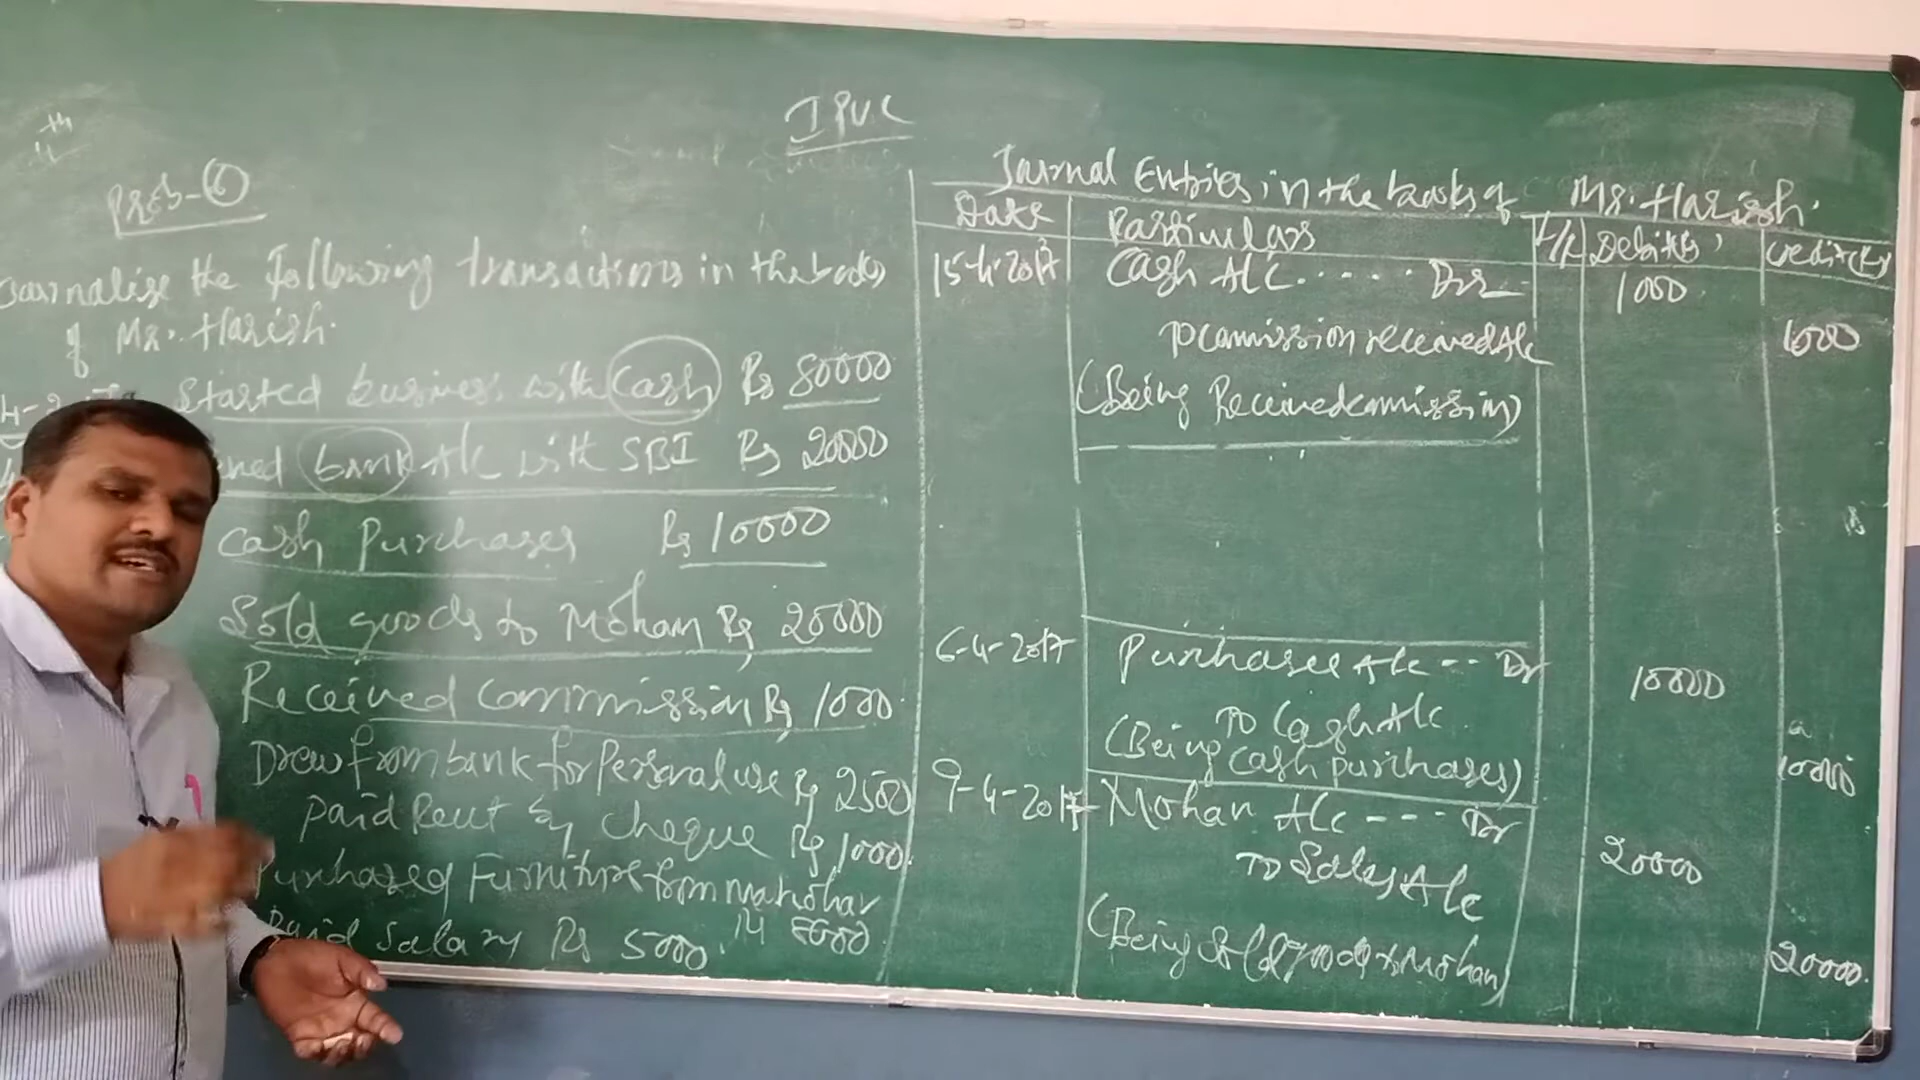 I PUC
Prob-6
Journalise the following transactions in the books
of Mr. Harish.
Started business with cash Rs 80000
bank A/c with SBI Rs 20000
Cash Purchases Rs 10000
Sold goods to Mohan Rs 20000
Received Commission Rs 1000
Drew from bank for Personal use Rs 2500
Paid Rent by cheque Rs 1000
Purchased Furniture from Manohar
Paid Salary Rs 5000. 8000
Journal Entries in the books of Mr. Harish.
Date Particulars L/F Debit(Rs) Credit(Rs)
15-4-2017 Cash A/c ..... Dr 1000
To commission received A/c 1000
(Being Received commission)
6-4-2017 Purchases A/c --- Dr 10000
To Cash A/c
(Being cash purchases) 10000
9-4-2017 Mohan A/c ---- Dr 20000
To Sales A/c
(Being Sold goods to Mohan) 20000